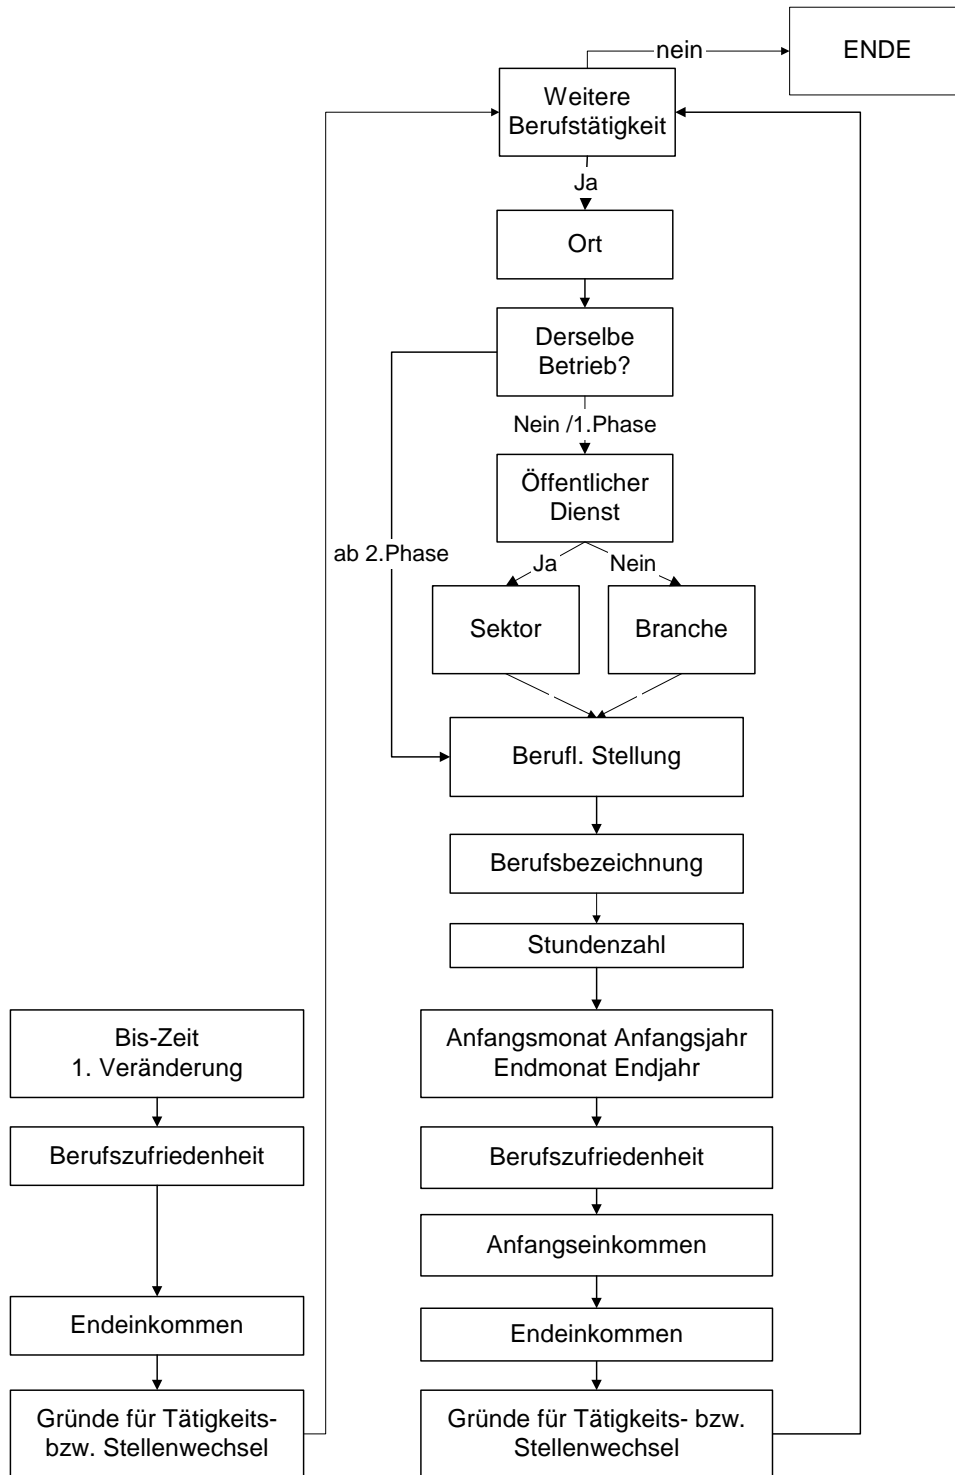 nein
ENDE
Weitere
Berufstätigkeit
Ja
Ort
Derselbe
Betrieb?
Nein /1.Phase
Öffentlicher
Dienst
ab 2.Phase
Ja
Nein
Sektor
Branche
Berufl. Stellung
Berufsbezeichnung
Stundenzahl
Bis-Zeit
1. Veränderung
Anfangsmonat Anfangsjahr
Endmonat Endjahr
Berufszufriedenheit
Berufszufriedenheit
Anfangseinkommen
Endeinkommen
Endeinkommen
Gründe für Tätigkeits-
bzw. Stellenwechsel
Gründe für Tätigkeits- bzw.
Stellenwechsel